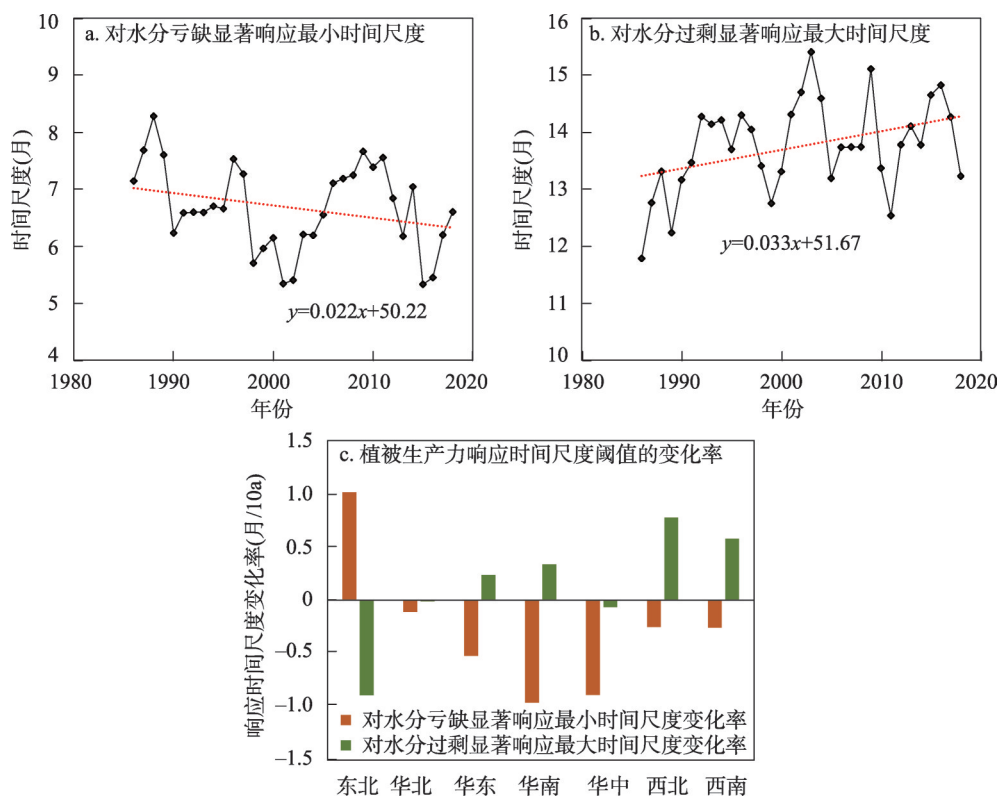 a. 对水分亏缺显著响应最小时间尺度
时间尺度(月)
10
9
8
7
6
5
4
y=0.022x+50.22
1980
1990
2000
2010
2020
年份
b. 对水分过剩显著响应最大时间尺度
时间尺度(月)
16
15
14
13
12
11
10
y=0.033x+51.67
1980
1990
2000
2010
2020
年份
c. 植被生产力响应时间尺度阈值的变化率
响应时间尺度变化率(月/10a)
1.5
1.0
0.5
0
–0.5
–1.0
–1.5
对水分亏缺显著响应最小时间尺度变化率
对水分过剩显著响应最大时间尺度变化率
东北 华北 华东 华南 华中 西北 西南